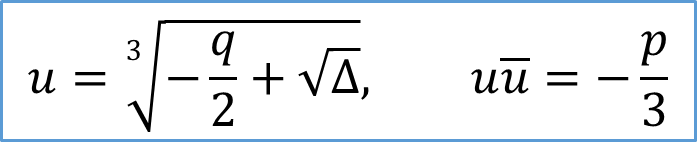 u = ∛(−q/2 + √Δ), uū = −p/3